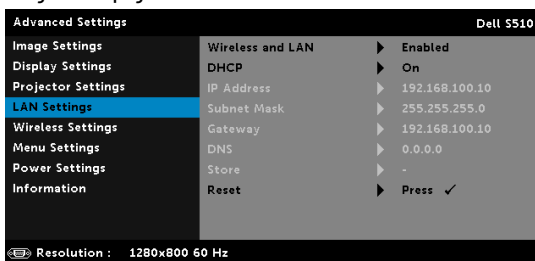 Advanced Settings Dell S510
Image Settings Wireless and LAN Enabled
Display Settings DHCP On
Projector Settings IP Address 192.168.100.10
LAN Settings Subnet Mask 255.255.255.0
Wireless Settings Gateway 192.168.100.10
Menu Settings DNS 0.0.0.0
Power Settings Store -
Information Reset Press ✓
Resolution : 1280x800 60 Hz